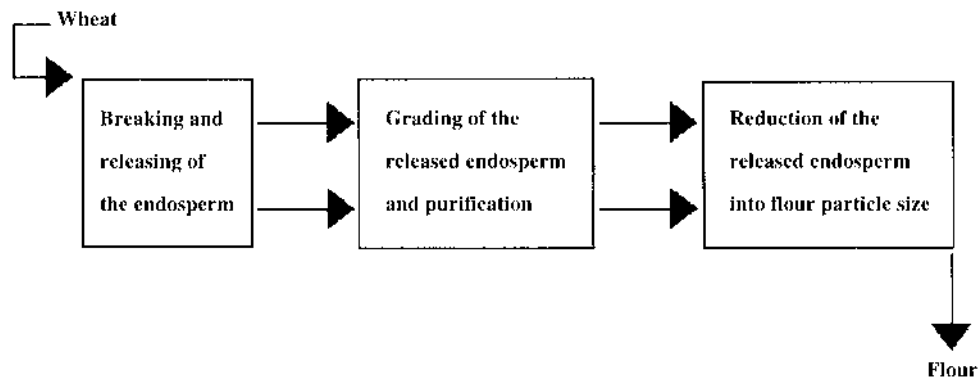 Wheat
Breaking and
releasing of
the endosperm
Grading of the
released endosperm
and purification
Reduction of the
released endosperm
into flour particle size
Flour